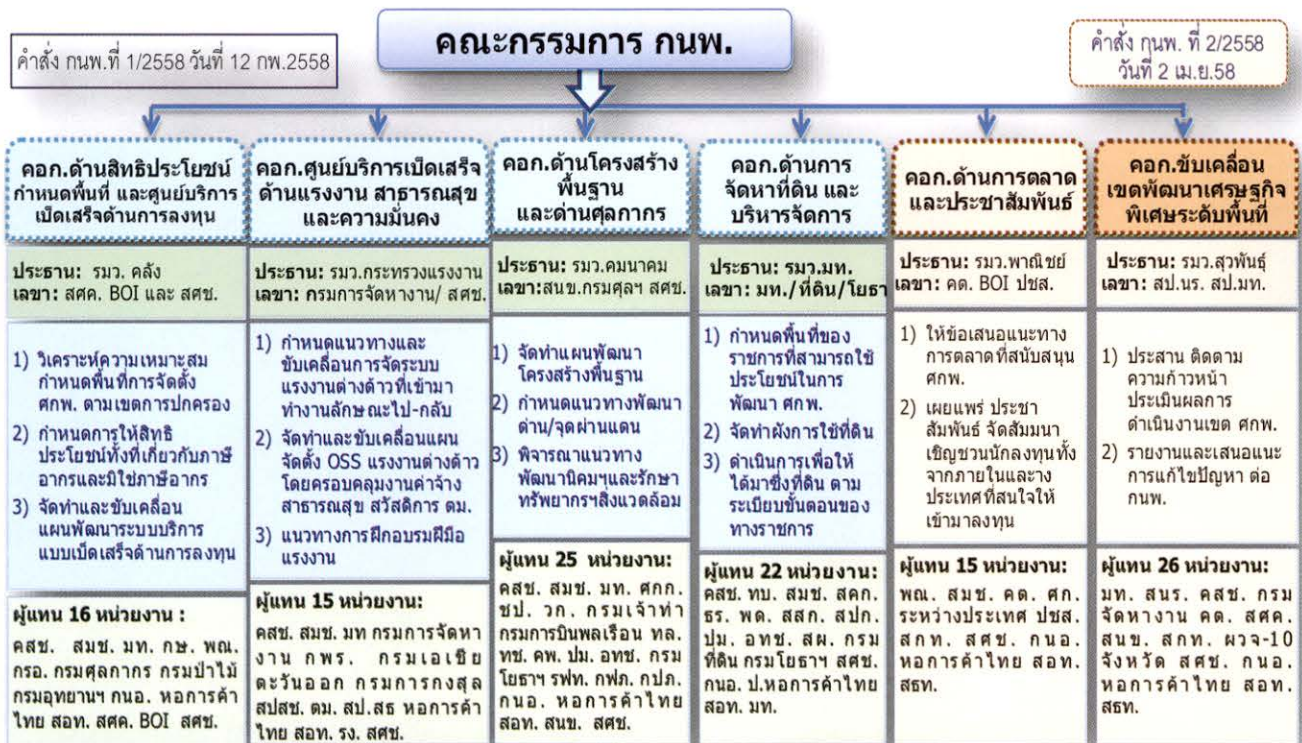 คณะกรรมการ กนพ.
คำสั่ง กนพ.ที่ 1/2558 วันที่ 12 กพ.2558
คำสั่ง กนพ. ที่ 2/2558
วันที่ 2 เม.ย.58
คอก.ด้านสิทธิประโยชน์
กำหนดพื้นที่ และศูนย์บริการ
เบ็ดเสร็จด้านการลงทุน
ประธาน: รมว. คลัง
เลขา: สศค. BOI และ สศช.
1) วิเคราะห์ความเหมาะสม
กำหนดพื้นที่การจัดตั้ง
ศกพ. ตามเขตการปกครอง
2) กำหนดการให้สิทธิ
ประโยชน์ทั้งที่เกี่ยวกับภาษี
อากรและมิใช่ภาษีอากร
3) จัดทำและขับเคลื่อน
แผนพัฒนาระบบบริการ
แบบเบ็ดเสร็จด้านการลงทุน
ผู้แทน 16 หน่วยงาน :
คสช. สมช. มท. กษ. พณ.
กรอ. กรมศุลกากร กรมป่าไม้
กรมอุทยานฯ กนอ. หอการค้า
ไทย สอท. สศค. BOI สศช.
คอก.ศูนย์บริการเบ็ดเสร็จ
ด้านแรงงาน สาธารณสุข
และความมั่นคง
ประธาน: รมว.กระทรวงแรงงาน
เลขา: กรมการจัดหางาน/ สศช.
1) กำหนดแนวทางและ
ขับเคลื่อนการจัดระบบ
แรงงานต่างด้าวที่เข้ามา
ทำงานลักษณะไป-กลับ
2) จัดทำและขับเคลื่อนแผน
จัดตั้ง OSS แรงงานต่างด้าว
โดยครอบคลุมงานค่าจ้าง
สาธารณสุข สวัสดิการ ตม.
3) แนวทางการฝึกอบรมฝีมือ
แรงงาน
ผู้แทน 15 หน่วยงาน:
คสช. สมช. มท กรมการจัดหา
งาน กพร. กรมเอเชีย
ตะวันออก กรมการกงสุล
สปสช. ตม. สป.สธ หอการค้า
ไทย สอท. รง. สศช.
คอก.ด้านโครงสร้าง
พื้นฐาน
และด่านศุลกากร
ประธาน: รมว.คมนาคม
เลขา:สนข.กรมศุลฯ สศช.
1) จัดทำแผนพัฒนา
โครงสร้างพื้นฐาน
2) กำหนดแนวทางพัฒนา
ด่าน/จุดผ่านแดน
3) พิจารณาแนวทาง
พัฒนานิคมฯและรักษา
ทรัพยากรฯสิ่งแวดล้อม
ผู้แทน 25 หน่วยงาน:
คสช. สมช. มท. ศกก.
ชป. วก. กรมเจ้าท่า
กรมการบินพลเรือน ทล.
ทช. คพ. ปม. อทช. กรม
โยธาฯ รฟท. กฟภ. กปภ.
กนอ. หอการค้าไทย
สอท. สนข. สศช.
คอก.ด้านการ
จัดหาที่ดิน และ
บริหารจัดการ
ประธาน: รมว.มท.
เลขา: มท./ที่ดิน/โยธา
1) กำหนดพื้นที่ของ
ราชการที่สามารถใช้
ประโยชน์ในการ
พัฒนา ศกพ.
2) จัดทำผังการใช้ที่ดิน
3) ดำเนินการเพื่อให้
ได้มาซึ่งที่ดิน ตาม
ระเบียบขั้นตอนของ
ทางราชการ
ผู้แทน 22 หน่วยงาน:
คสช. ทบ. สมช. สคก.
ธร. พด. สสก. สปก.
ปม. อทช. สผ. กรม
ที่ดิน กรมโยธาฯ สศช.
กนอ. ป.หอการค้าไทย
สอท. มท.
คอก.ด้านการตลาด
และประชาสัมพันธ์
ประธาน: รมว.พาณิชย์
เลขา: คต. BOI ปชส.
1) ให้ข้อเสนอแนะทาง
การตลาดที่สนับสนุน
ศกพ.
2) เผยแพร่ ประชา
สัมพันธ์ จัดสัมมนา
เชิญชวนนักลงทุนทั้ง
จากภายในและาง
ประเทศที่สนใจให้
เข้ามาลงทุน
ผู้แทน 15 หน่วยงาน:
พณ. สมช. คต. ศก.
ระหว่างประเทศ ปชส.
สกท. สศช. กนอ.
หอการค้าไทย สอท.
สธท.
คอก.ขับเคลื่อน
เขตพัฒนาเศรษฐกิจ
พิเศษระดับพื้นที่
ประธาน: รมว.สุวพันธุ์
เลขา: สป.นร. สป.มท.
1) ประสาน ติดตาม
ความก้าวหน้า
ประเมินผลการ
ดำเนินงานเขต ศกพ.
2) รายงานและเสนอแนะ
การแก้ไขปัญหา ต่อ
กนพ.
ผู้แทน 26 หน่วยงาน:
มท. สนร. คสช. กรม
จัดหางาน คต. สศค.
สนข. สกท. ผวจ-10
จังหวัด สศช. กนอ.
หอการค้าไทย สอท.
สธท.